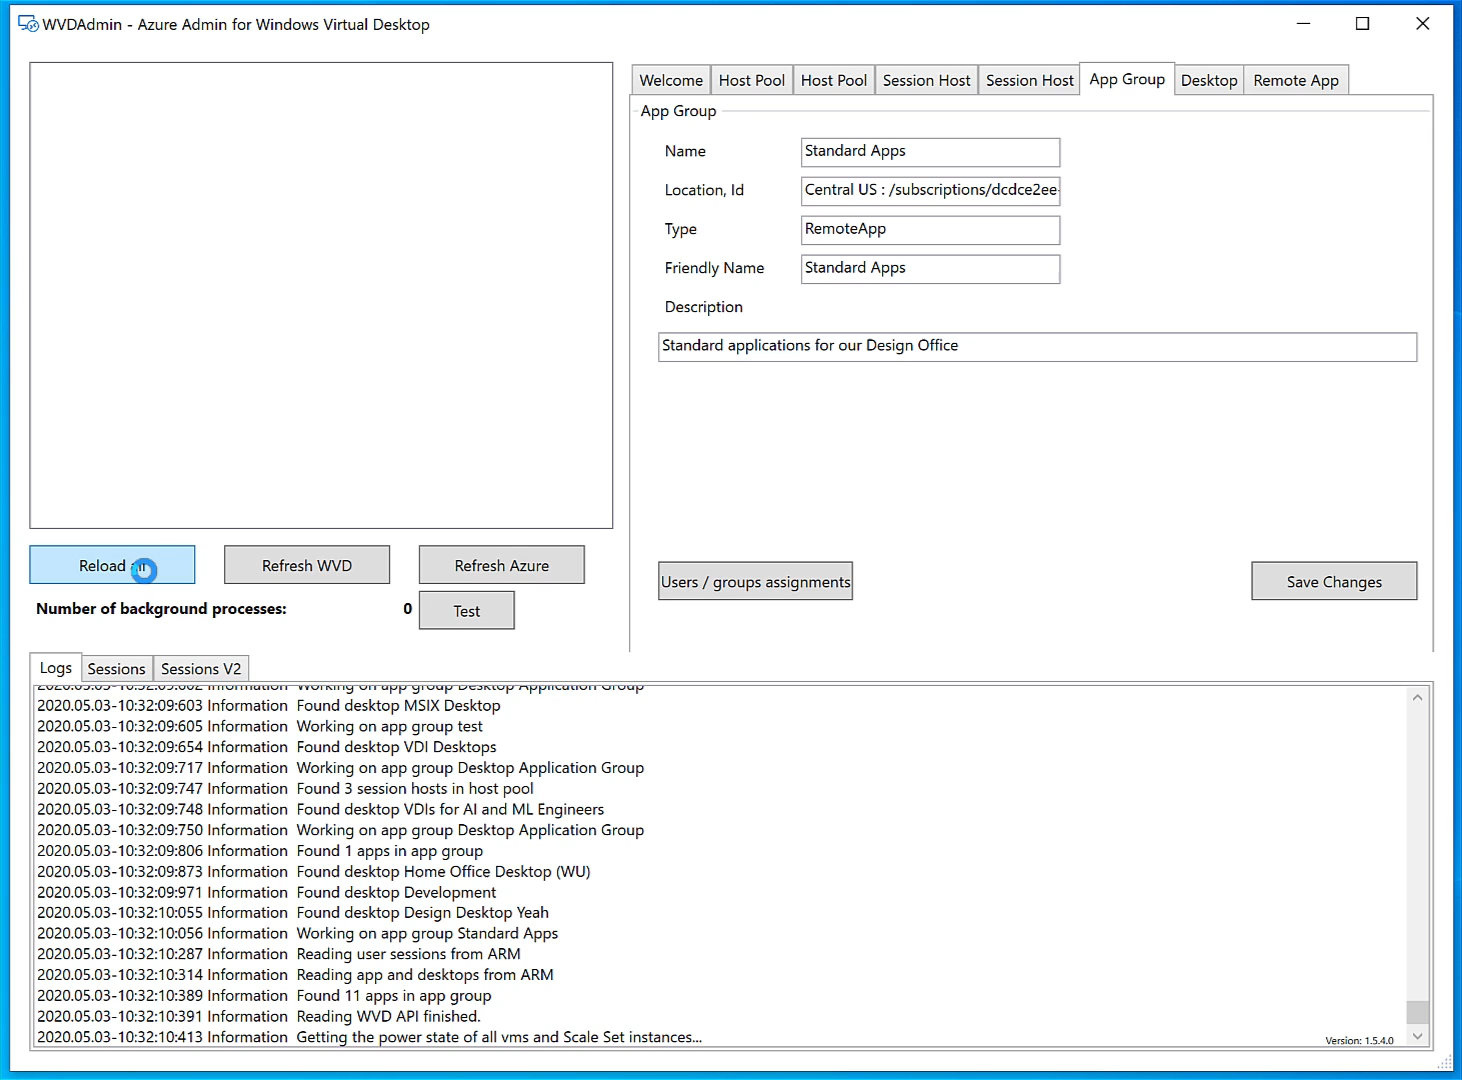 WVDAdmin - Azure Admin for Windows Virtual Desktop
Welcome
Host Pool
Host Pool
Session Host
Session Host
App Group
Desktop
Remote App
App Group
Name
Standard Apps
Location, Id
Central US : /subscriptions/dcdce2ee-
Type
RemoteApp
Friendly Name
Standard Apps
Description
Standard applications for our Design Office
Reload
Refresh WVD
Refresh Azure
Users / groups assignments
Save Changes
Number of background processes:
0
Test
Logs
Sessions
Sessions V2
2020.05.03-10:32:09:602 Information Working on app group Desktop Application Group
2020.05.03-10:32:09:603 Information Found desktop MSIX Desktop
2020.05.03-10:32:09:605 Information Working on app group test
2020.05.03-10:32:09:654 Information Found desktop VDI Desktops
2020.05.03-10:32:09:717 Information Working on app group Desktop Application Group
2020.05.03-10:32:09:747 Information Found 3 session hosts in host pool
2020.05.03-10:32:09:748 Information Found desktop VDIs for AI and ML Engineers
2020.05.03-10:32:09:750 Information Working on app group Desktop Application Group
2020.05.03-10:32:09:806 Information Found 1 apps in app group
2020.05.03-10:32:09:873 Information Found desktop Home Office Desktop (WU)
2020.05.03-10:32:09:971 Information Found desktop Development
2020.05.03-10:32:10:055 Information Found desktop Design Desktop Yeah
2020.05.03-10:32:10:056 Information Working on app group Standard Apps
2020.05.03-10:32:10:287 Information Reading user sessions from ARM
2020.05.03-10:32:10:314 Information Reading app and desktops from ARM
2020.05.03-10:32:10:389 Information Found 11 apps in app group
2020.05.03-10:32:10:391 Information Reading WVD API finished.
2020.05.03-10:32:10:413 Information Getting the power state of all vms and Scale Set instances...
Version: 1.5.4.0